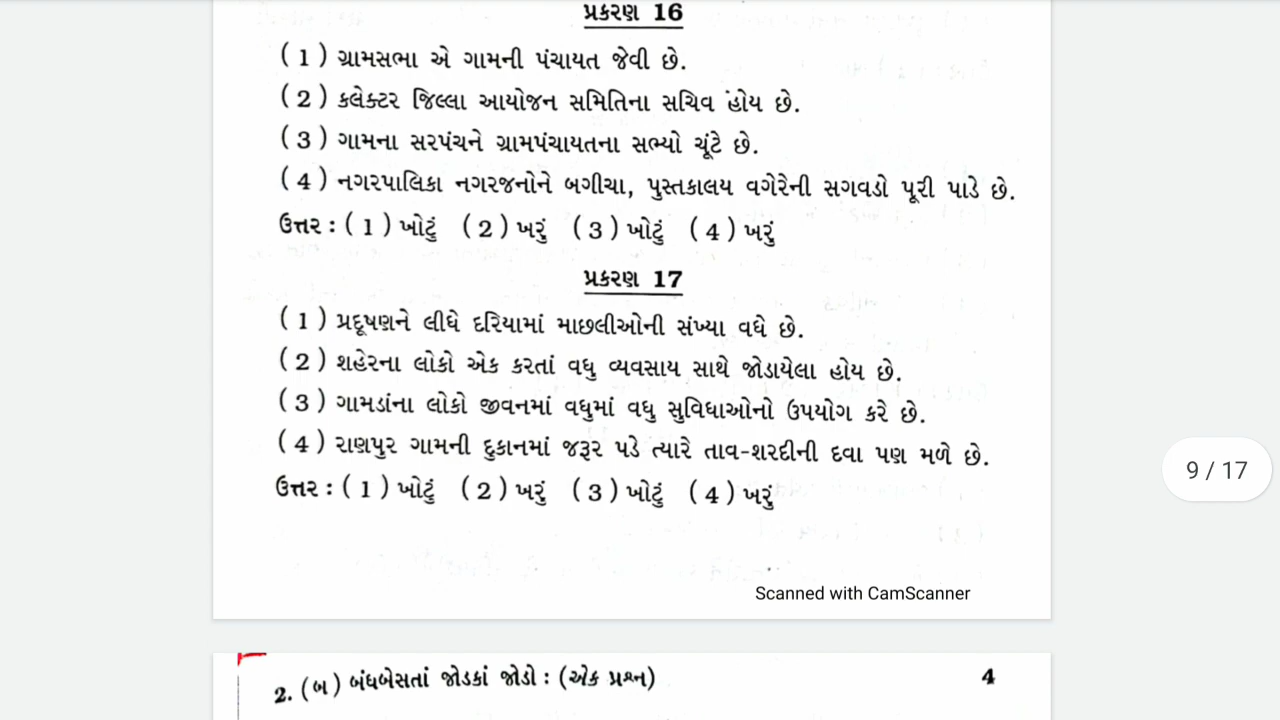 પ્રકરણ 16
(1) ગ્રામસભા એ ગામની પંચાયત જેવી છે.
(2) કલેક્ટર જિલ્લા આયોજન સમિતિના સચિવ હોય છે.
(3) ગામના સરપંચને ગ્રામપંચાયતના સભ્યો ચૂંટે છે.
(4) નગરપાલિકા નગરજનોને બગીચા, પુસ્તકાલય વગેરેની સગવડો પૂરી પાડે છે.
ઉત્તર : (1) ખોટું (2) ખરું (3) ખોટું (4) ખરું
પ્રકરણ 17
(1) પ્રદૂષણને લીધે દરિયામાં માછલીઓની સંખ્યા વધે છે.
(2) શહેરના લોકો એક કરતાં વધુ વ્યવસાય સાથે જોડાયેલા હોય છે.
(3) ગામડાંના લોકો જીવનમાં વધુમાં વધુ સુવિધાઓનો ઉપયોગ કરે છે.
(4) રાણપુર ગામની દુકાનમાં જરૂર પડે ત્યારે તાવ-શરદીની દવા પણ મળે છે.
ઉત્તર : (1) ખોટું (2) ખરું (3) ખોટું (4) ખરું
9 / 17
Scanned with CamScanner
2. (બ) બંધબેસતાં જોડકાં જોડો : (એક પ્રશ્ન) 4